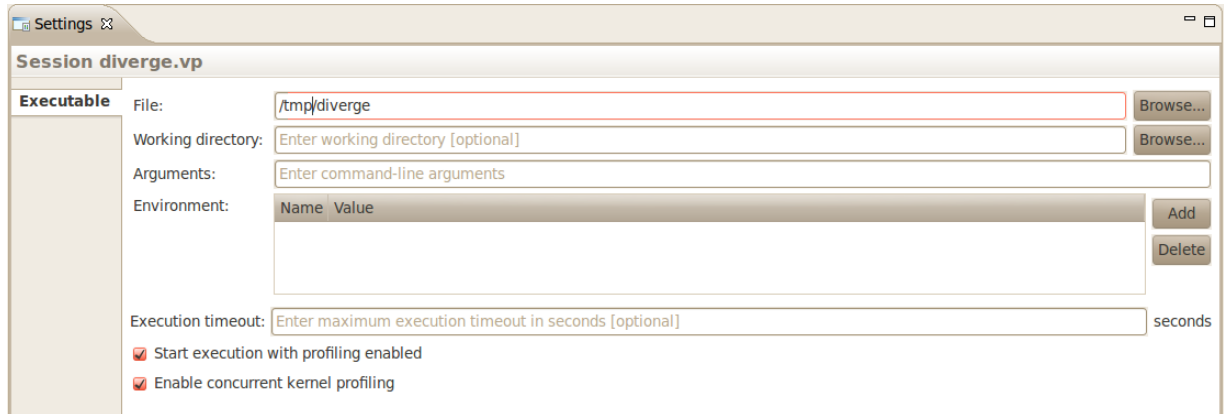 Settings
Session diverge.vp
Executable
File: /tmp/diverge Browse...
Working directory: Enter working directory [optional] Browse...
Arguments: Enter command-line arguments
Environment: Name Value Add
Delete
Execution timeout: Enter maximum execution timeout in seconds [optional] seconds
Start execution with profiling enabled
Enable concurrent kernel profiling